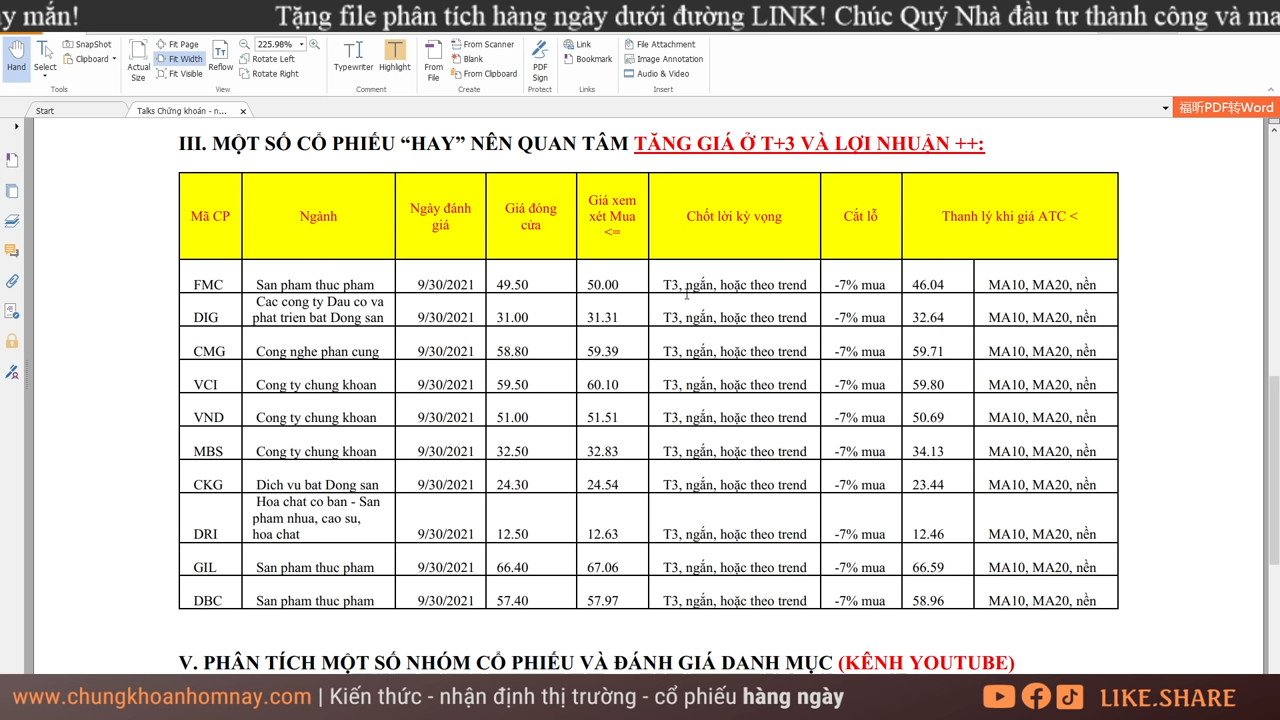 y mắn!
Tặng file phân tích hàng ngày dưới đường LINK! Chúc Quý Nhà đầu tư thành công và ma
Hand
Select
SnapShot
Clipboard
Tools
Actual Size
Fit Page
Fit Width
Fit Visible
Reflow
225.98%
Rotate Left
Rotate Right
View
Typewriter
Highlight
Comment
From File
From Scanner
Blank
From Clipboard
Create
PDF Sign
Protect
Link
Bookmark
Links
File Attachment
Image Annotation
Audio & Video
Insert
Start
Talks Chứng khoán - n...
福昕PDF转Word
III. MỘT SỐ CỔ PHIẾU “HAY” NÊN QUAN TÂM TĂNG GIÁ Ở T+3 VÀ LỢI NHUẬN ++:
Mã CP Ngành Ngày đánh giá Giá đóng cửa Giá xem xét Mua <= Chốt lời kỳ vọng Cắt lỗ Thanh lý khi giá ATC <
FMC San pham thuc pham 9/30/2021 49.50 50.00 T3, ngắn, hoặc theo trend -7% mua 46.04 MA10, MA20, nền
DIG Cac cong ty Dau co va phat trien bat Dong san 9/30/2021 31.00 31.31 T3, ngắn, hoặc theo trend -7% mua 32.64 MA10, MA20, nền
CMG Cong nghe phan cung 9/30/2021 58.80 59.39 T3, ngắn, hoặc theo trend -7% mua 59.71 MA10, MA20, nền
VCI Cong ty chung khoan 9/30/2021 59.50 60.10 T3, ngắn, hoặc theo trend -7% mua 59.80 MA10, MA20, nền
VND Cong ty chung khoan 9/30/2021 51.00 51.51 T3, ngắn, hoặc theo trend -7% mua 50.69 MA10, MA20, nền
MBS Cong ty chung khoan 9/30/2021 32.50 32.83 T3, ngắn, hoặc theo trend -7% mua 34.13 MA10, MA20, nền
CKG Dich vu bat Dong san 9/30/2021 24.30 24.54 T3, ngắn, hoặc theo trend -7% mua 23.44 MA10, MA20, nền
DRI Hoa chat co ban - San pham nhua, cao su, hoa chat 9/30/2021 12.50 12.63 T3, ngắn, hoặc theo trend -7% mua 12.46 MA10, MA20, nền
GIL San pham thuc pham 9/30/2021 66.40 67.06 T3, ngắn, hoặc theo trend -7% mua 66.59 MA10, MA20, nền
DBC San pham thuc pham 9/30/2021 57.40 57.97 T3, ngắn, hoặc theo trend -7% mua 58.96 MA10, MA20, nền
V. PHÂN TÍCH MỘT SỐ NHÓM CỔ PHIẾU VÀ ĐÁNH GIÁ DANH MỤC (KÊNH YOUTUBE)
www.chungkhoanhomnay.com | Kiến thức - nhận định thị trường - cổ phiếu hàng ngày
LIKE.SHARE